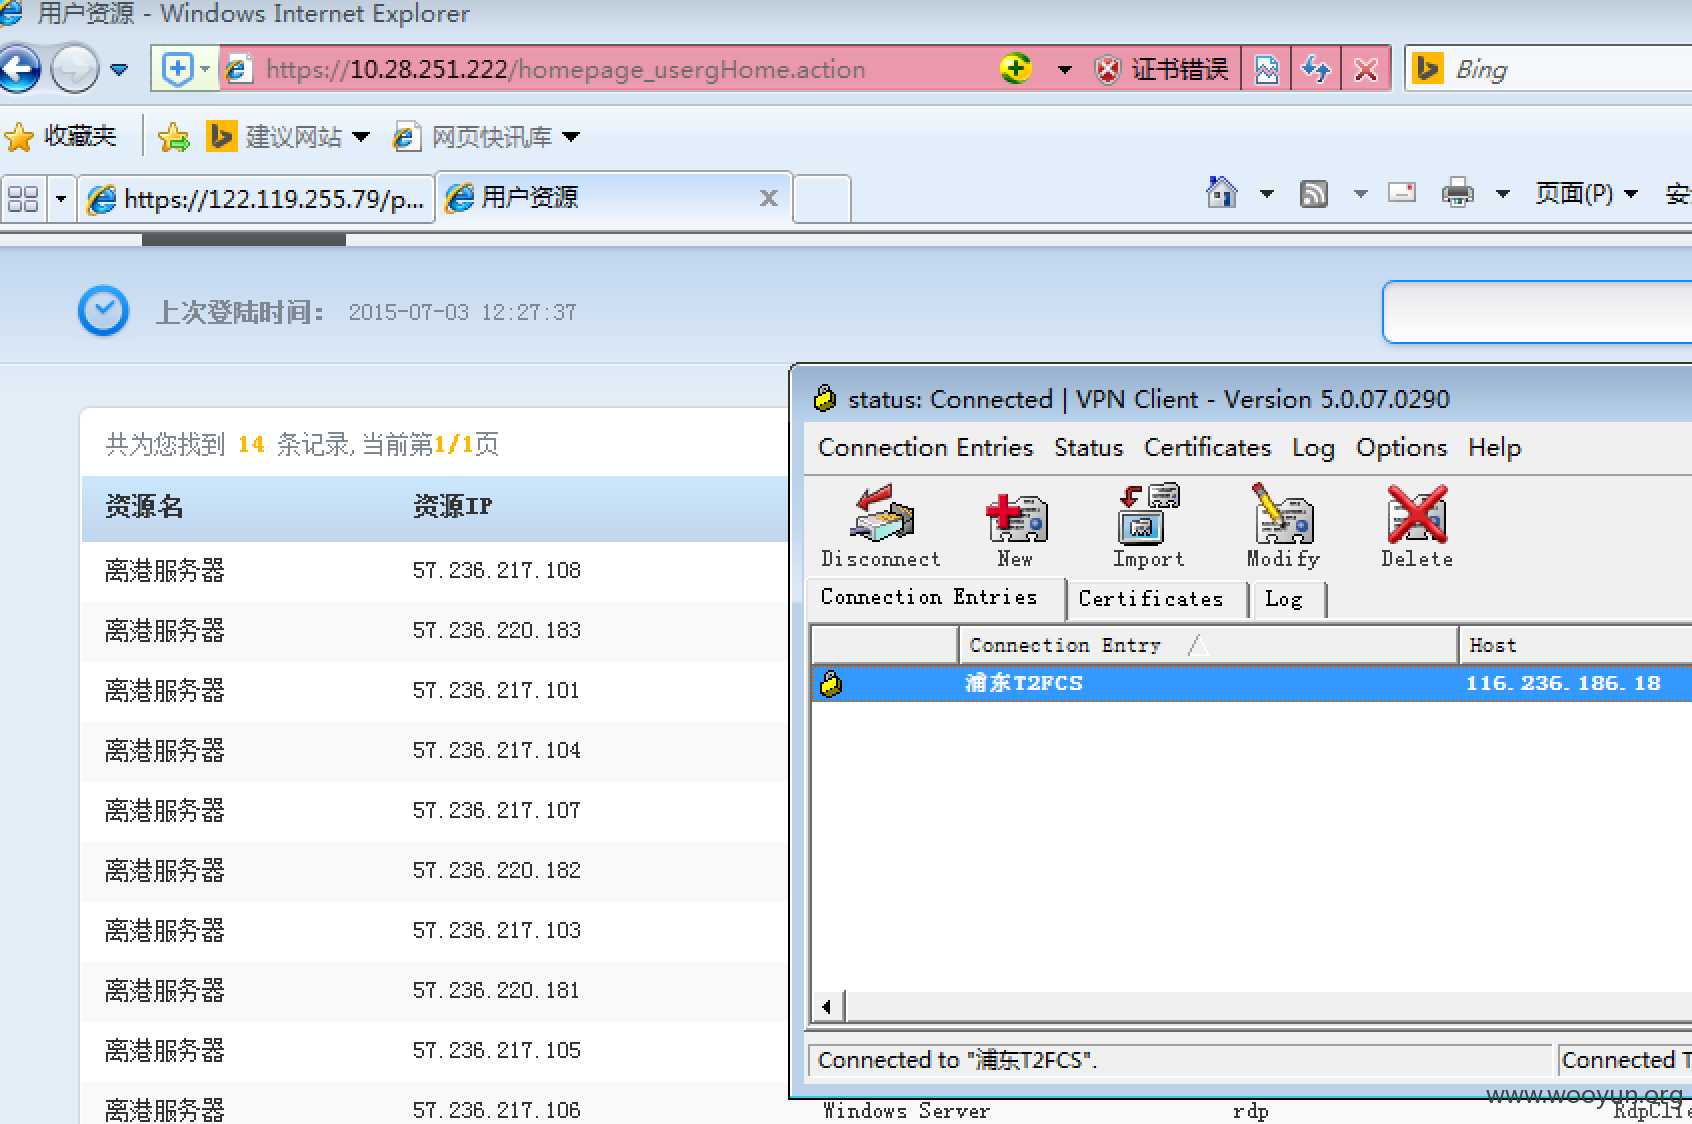 用户资源 - Windows Internet Explorer
https://10.28.251.222/homepage_usergHome.action
证书错误
Bing
收藏夹
建议网站
网页快讯库
https://122.119.255.79/p...
用户资源
页面(P)
安
上次登陆时间： 2015-07-03 12:27:37
共为您找到 14 条记录, 当前第1/1页
资源名 资源IP
离港服务器 57.236.217.108
离港服务器 57.236.220.183
离港服务器 57.236.217.101
离港服务器 57.236.217.104
离港服务器 57.236.217.107
离港服务器 57.236.220.182
离港服务器 57.236.217.103
离港服务器 57.236.220.181
离港服务器 57.236.217.105
离港服务器 57.236.217.106 Windows Server rdp
status: Connected | VPN Client - Version 5.0.07.0290
Connection Entries Status Certificates Log Options Help
Disconnect New Import Modify Delete
Connection Entries Certificates Log
Connection Entry Host
浦东T2FCS 116.236.186.18
Connected to "浦东T2FCS".
Connected T
www.wooyun.org